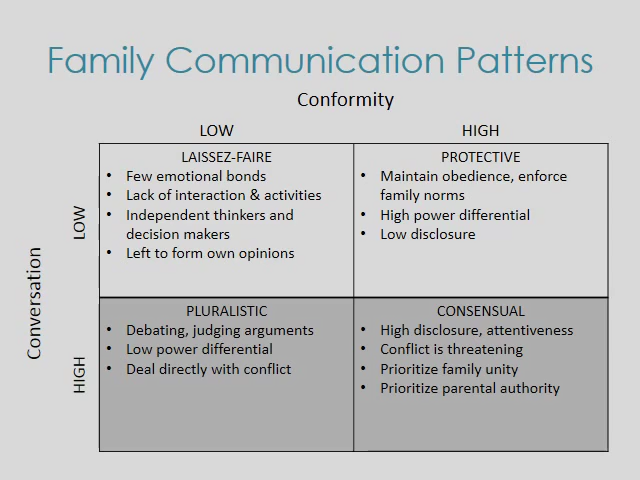 Family Communication Patterns
Conformity
LOW
HIGH
Conversation
LOW
LAISSEZ-FAIRE
• Few emotional bonds
• Lack of interaction & activities
• Independent thinkers and
decision makers
• Left to form own opinions
PROTECTIVE
• Maintain obedience, enforce
family norms
• High power differential
• Low disclosure
HIGH
PLURALISTIC
• Debating, judging arguments
• Low power differential
• Deal directly with conflict
CONSENSUAL
• High disclosure, attentiveness
• Conflict is threatening
• Prioritize family unity
• Prioritize parental authority